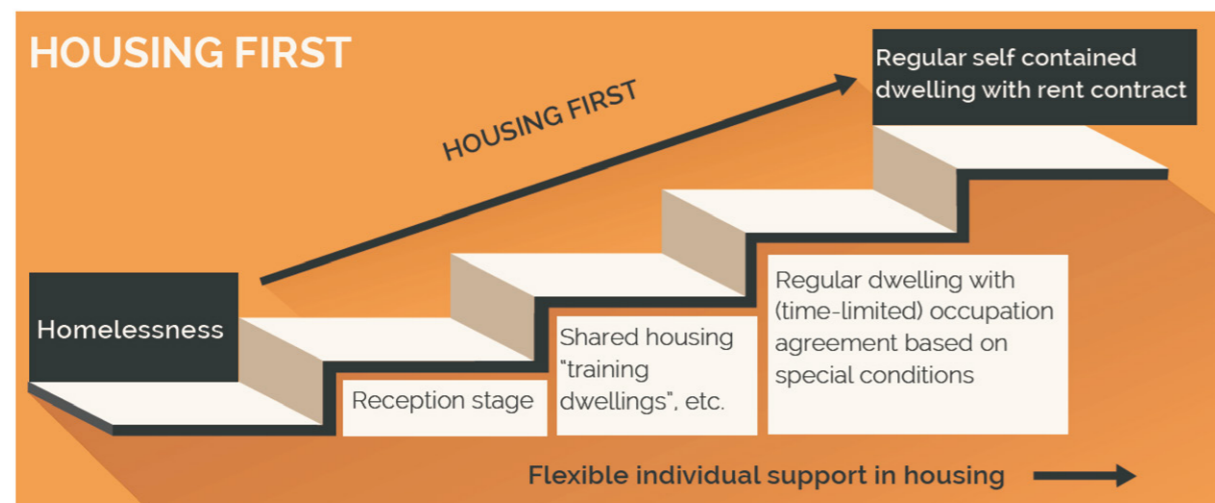 HOUSING FIRST
HOUSING FIRST
Regular self contained
dwelling with rent contract
Homelessness
Reception stage
Shared housing
"training
dwellings", etc.
Regular dwelling with
(time-limited) occupation
agreement based on
special conditions
Flexible individual support in housing